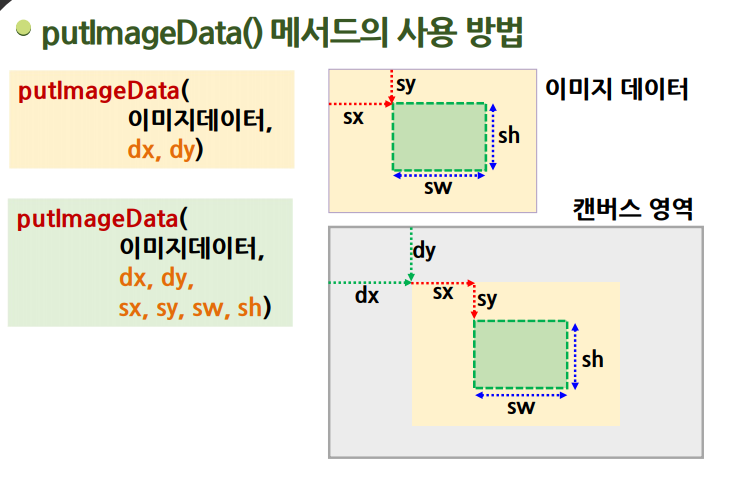 putImageData() 메서드의 사용 방법
putImageData(
이미지데이터,
dx, dy)
putImageData(
이미지데이터,
dx, dy,
sx, sy, sw, sh)
이미지 데이터
sy
sx
sh
sw
캔버스 영역
dy
dx
sx
sy
sh
sw